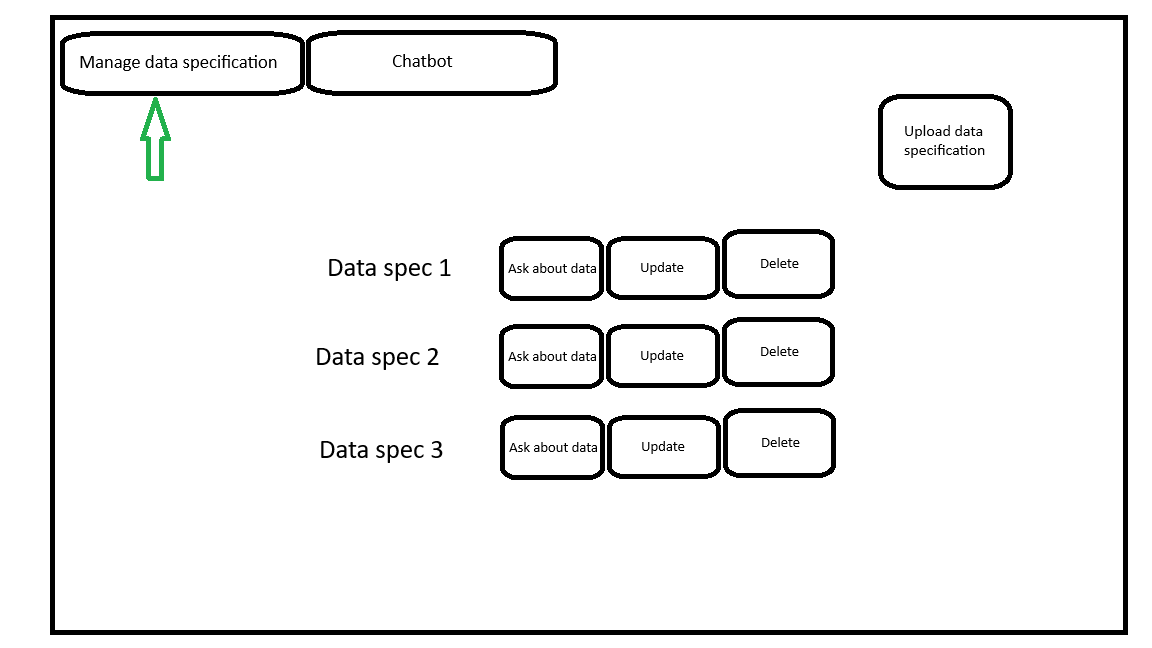 Manage data specification
Chatbot
Upload data
specification
Data spec 1
Ask about data
Update
Delete
Data spec 2
Ask about data
Update
Delete
Data spec 3
Ask about data
Update
Delete